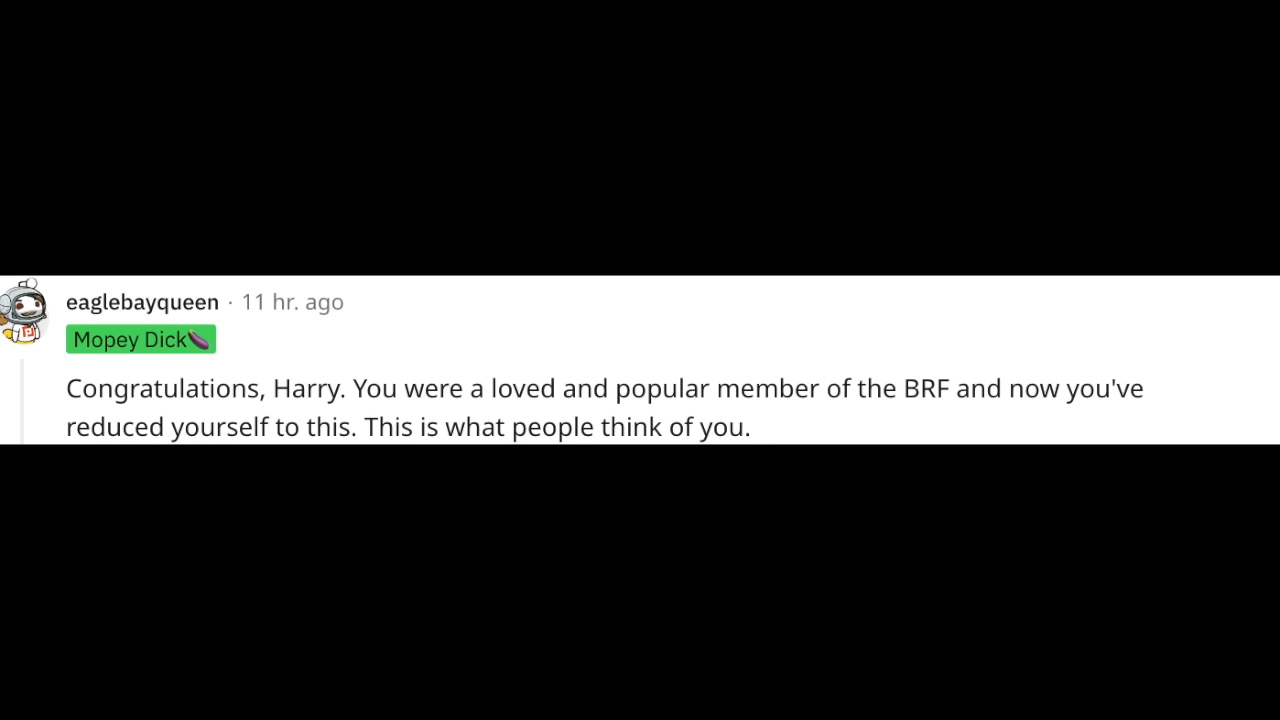 eaglebayqueen · 11 hr. ago
Mopey Dick🍆
Congratulations, Harry. You were a loved and popular member of the BRF and now you've
reduced yourself to this. This is what people think of you.